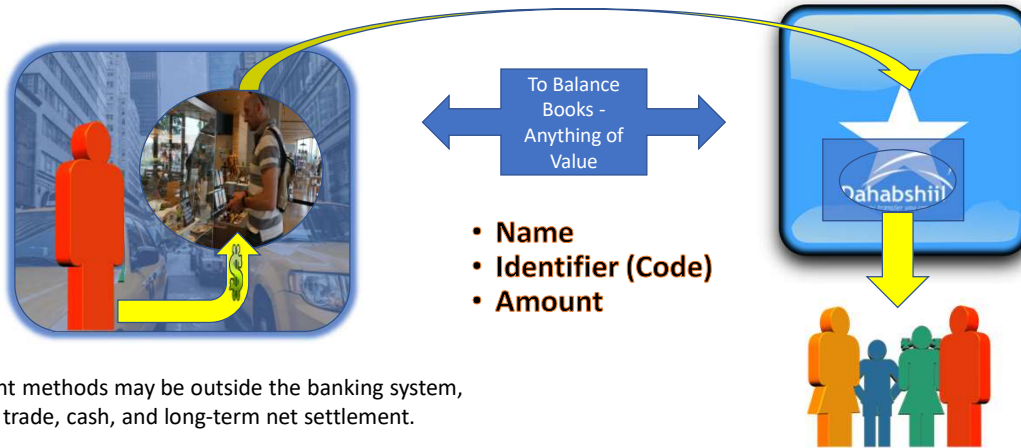 To Balance
Books -
Anything of
Value
Dahabshiil
• Name
• Identifier (Code)
• Amount
$
nt methods may be outside the banking system,
trade, cash, and long-term net settlement.